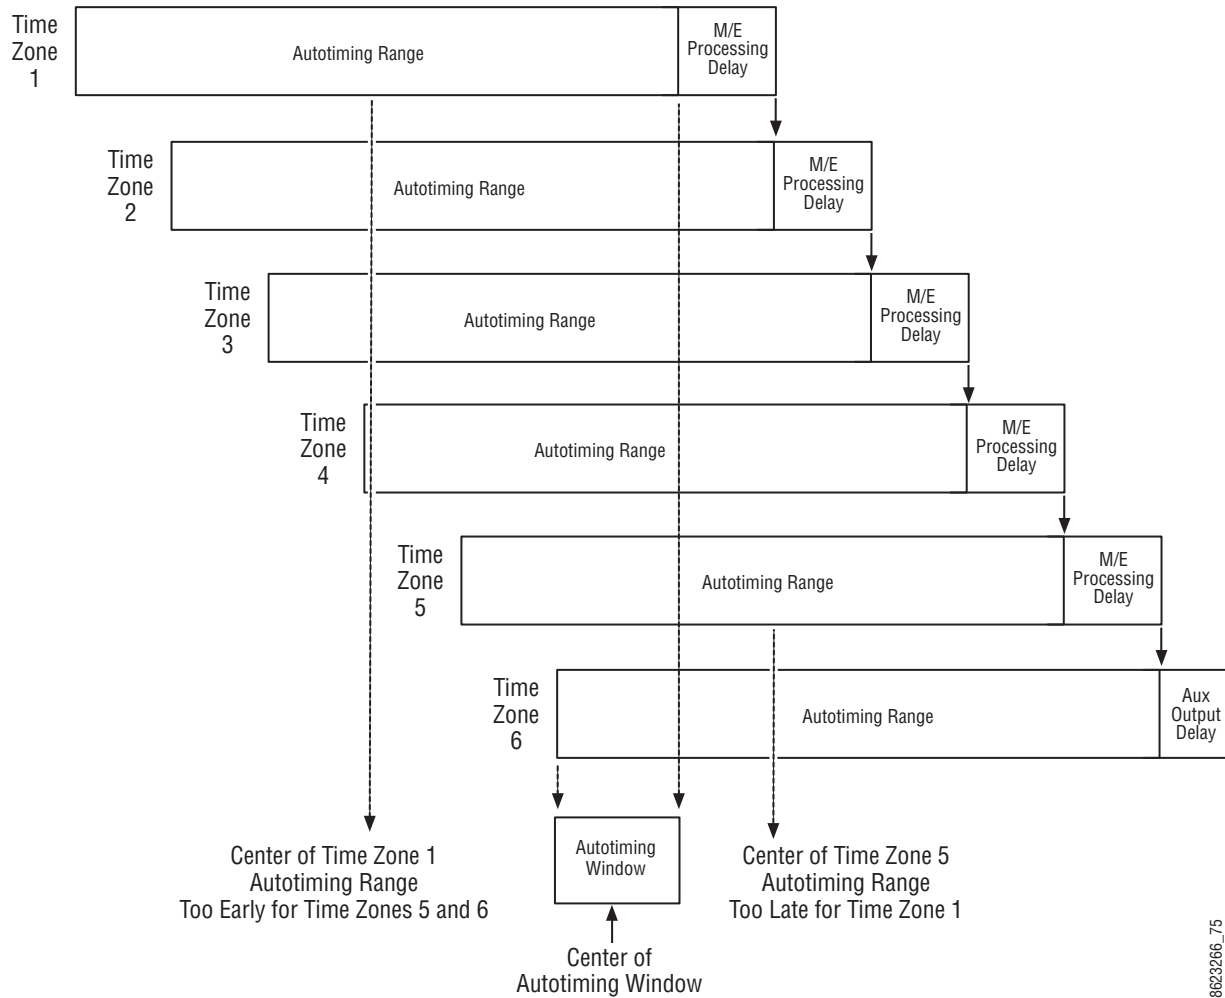 Time
Zone
1
Autotiming Range
M/E
Processing
Delay
Time
Zone
2
Autotiming Range
M/E
Processing
Delay
Time
Zone
3
Autotiming Range
M/E
Processing
Delay
Time
Zone
4
Autotiming Range
M/E
Processing
Delay
Time
Zone
5
Autotiming Range
M/E
Processing
Delay
Time
Zone
6
Autotiming Range
Aux
Output
Delay
Center of Time Zone 1
Autotiming Range
Too Early for Time Zones 5 and 6
Autotiming
Window
Center of Time Zone 5
Autotiming Range
Too Late for Time Zone 1
Center of
Autotiming Window
8623266_75